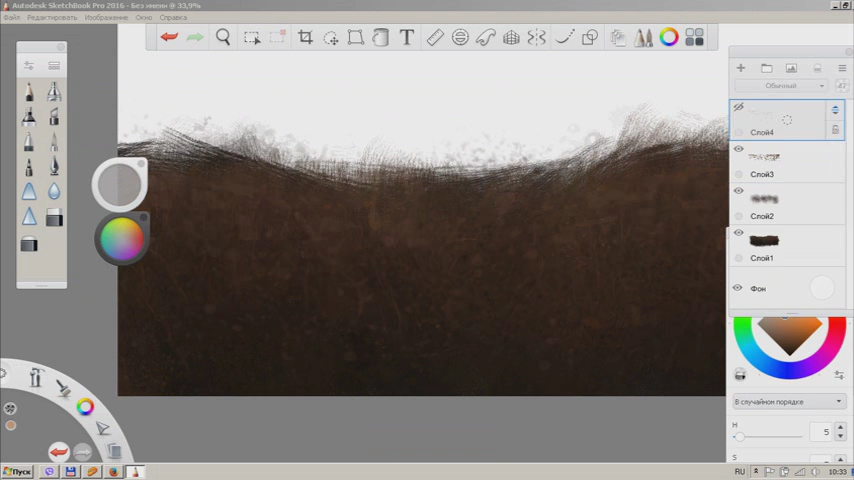 Autodesk SketchBook Pro 2016 - Без имени @ 33,9%
Файл Редактировать Изображение Окно Справка
T
Обычный
Слой4
Слой3
Слой2
Слой1
Фон
В случайном порядке
H
5
S
Пуск
RU
10:33